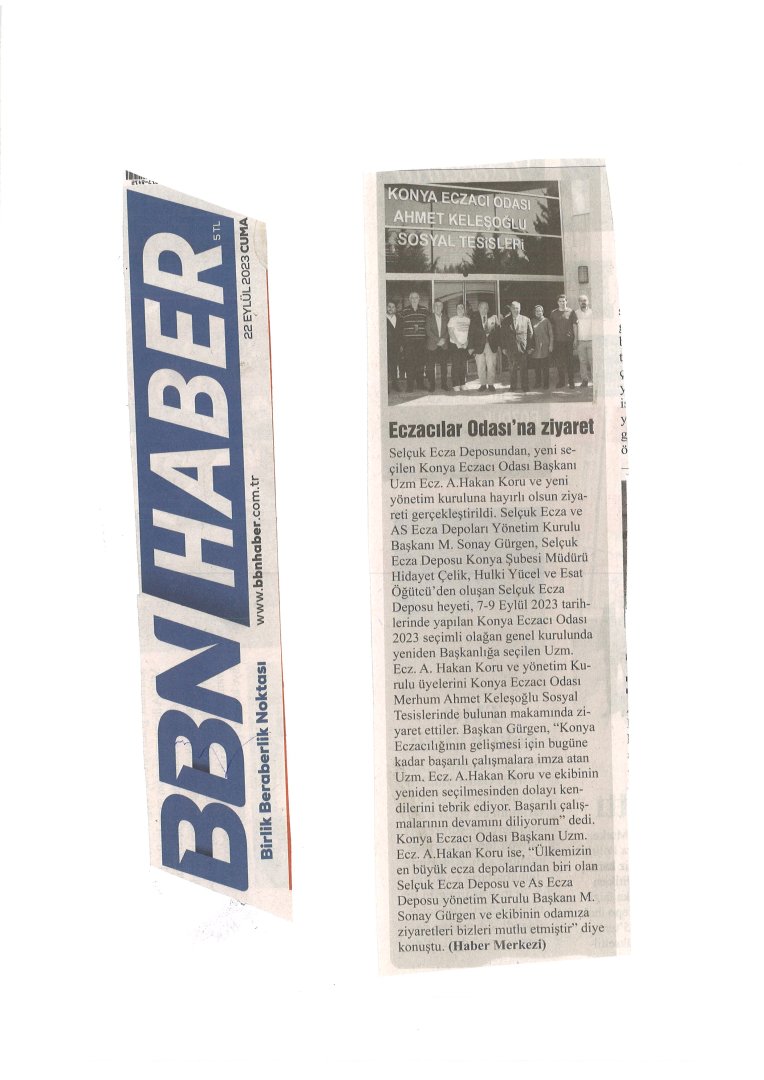 BBN HABER
5 TL
22 EYLÜL 2023 CUMA
www.bbnhaber.com.tr
Birlik Beraberlik Noktası
KONYA ECZACI ODASI
AHMET KELEŞOĞLU
SOSYAL TESİSLERİ
Eczacılar Odası'na ziyaret
Selçuk Ecza Deposundan, yeni se-
çilen Konya Eczacı Odası Başkanı
Uzm Ecz. A.Hakan Koru ve yeni
yönetim kuruluna hayırlı olsun ziya-
reti gerçekleştirildi. Selçuk Ecza ve
AS Ecza Depoları Yönetim Kurulu
Başkanı M. Sonay Gürgen, Selçuk
Ecza Deposu Konya Şubesi Müdürü
Hidayet Çelik, Hulki Yücel ve Esat
Öğütcü'den oluşan Selçuk Ecza
Deposu heyeti, 7-9 Eylül 2023 tarih-
lerinde yapılan Konya Eczacı Odası
2023 seçimli olağan genel kurulunda
yeniden Başkanlığa seçilen Uzm.
Ecz. A. Hakan Koru ve yönetim Ku-
rulu üyelerini Konya Eczacı Odası
Merhum Ahmet Keleşoğlu Sosyal
Tesislerinde bulunan makamında zi-
yaret ettiler. Başkan Gürgen, “Konya
Eczacılığının gelişmesi için bugüne
kadar başarılı çalışmalara imza atan
Uzm. Ecz. A.Hakan Koru ve ekibinin
yeniden seçilmesinden dolayı ken-
dilerini tebrik ediyor. Başarılı çalış-
malarının devamını diliyorum” dedi.
Konya Eczacı Odası Başkanı Uzm.
Ecz. A.Hakan Koru ise, “Ülkemizin
en büyük ecza depolarından biri olan
Selçuk Ecza Deposu ve As Ecza
Deposu yönetim Kurulu Başkanı M.
Sonay Gürgen ve ekibinin odamıza
ziyaretleri bizleri mutlu etmiştir” diye
konuştu. (Haber Merkezi)